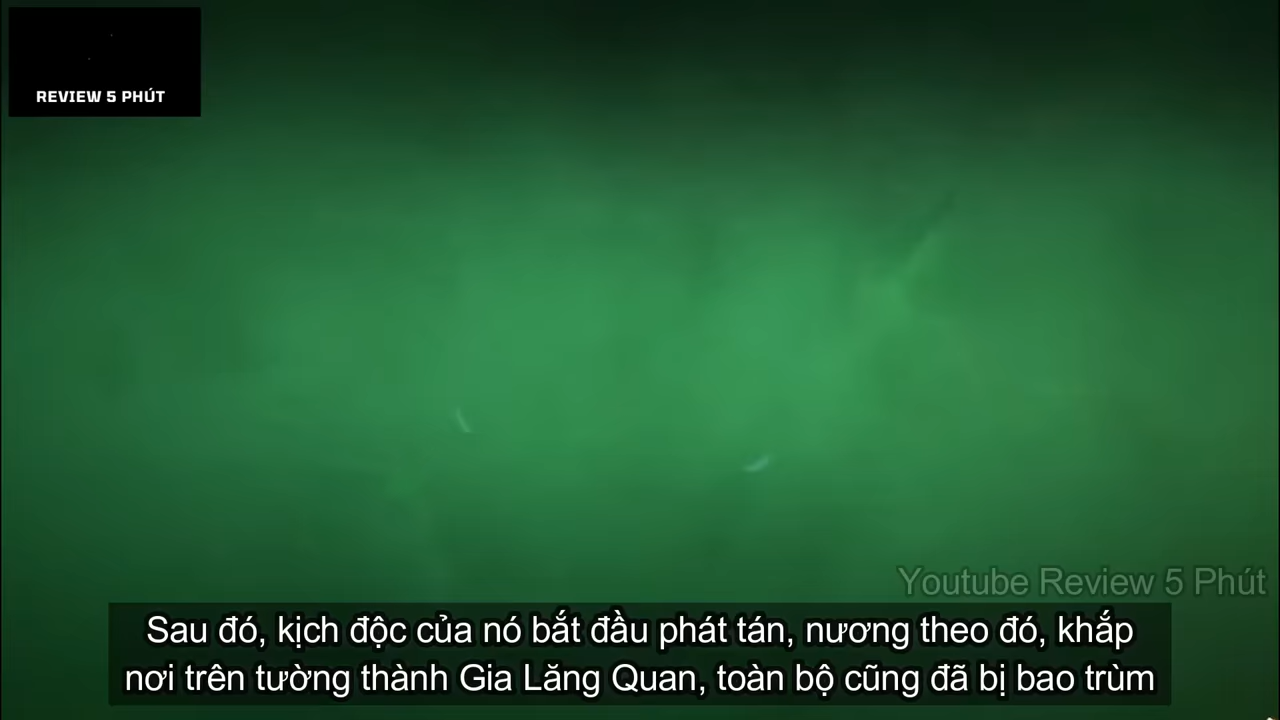 REVIEW 5 PHÚT
Youtube Review 5 Phút
Sau đó, kịch độc của nó bắt đầu phát tán, nương theo đó, khắp
nơi trên tường thành Gia Lăng Quan, toàn bộ cũng đã bị bao trùm